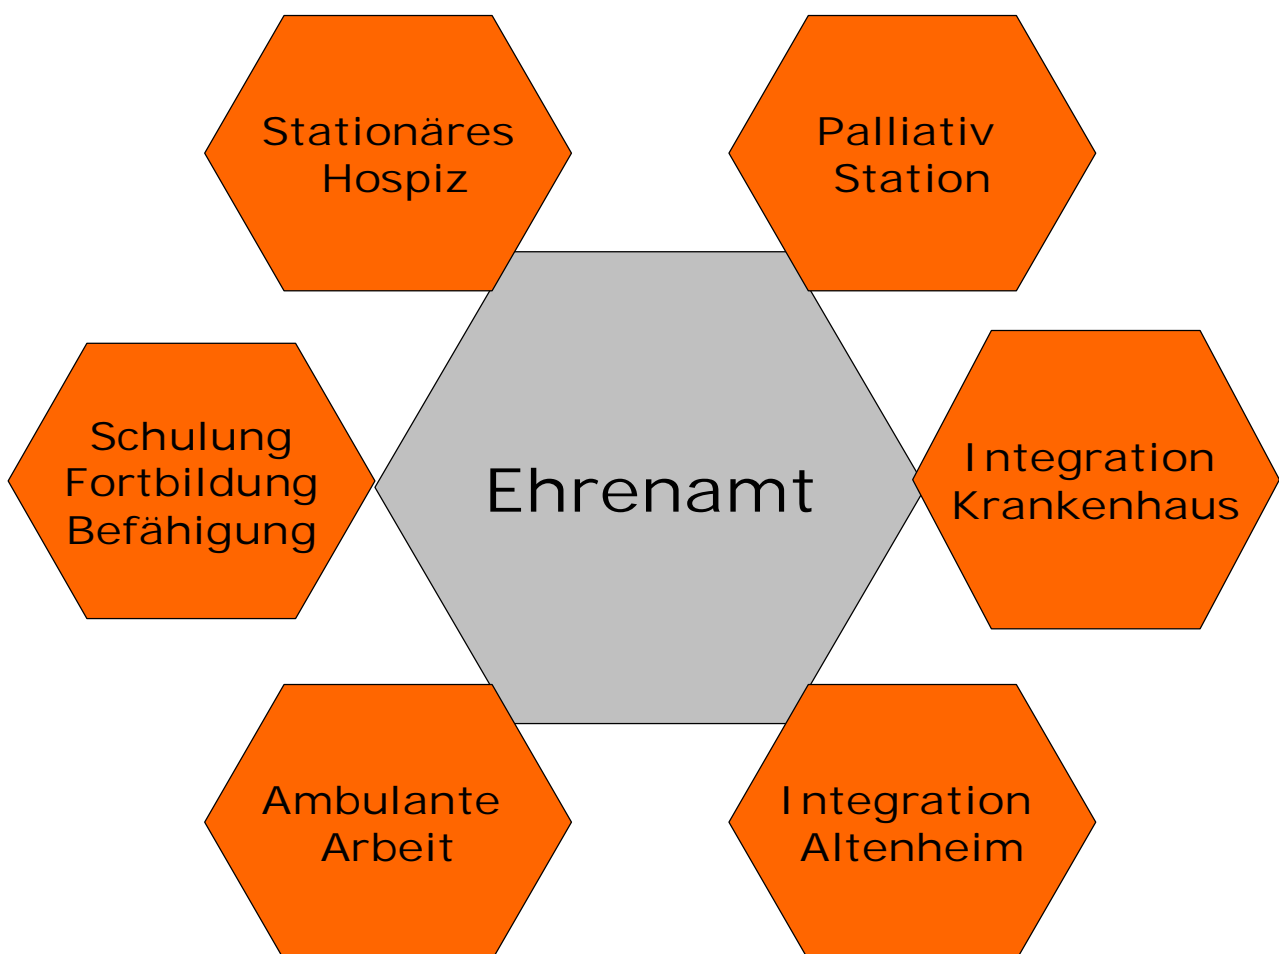 Stationäres
Hospiz
Palliativ
Station
Schulung
Fortbildung
Befähigung
Ehrenamt
Integration
Krankenhaus
Ambulante
Arbeit
Integration
Altenheim